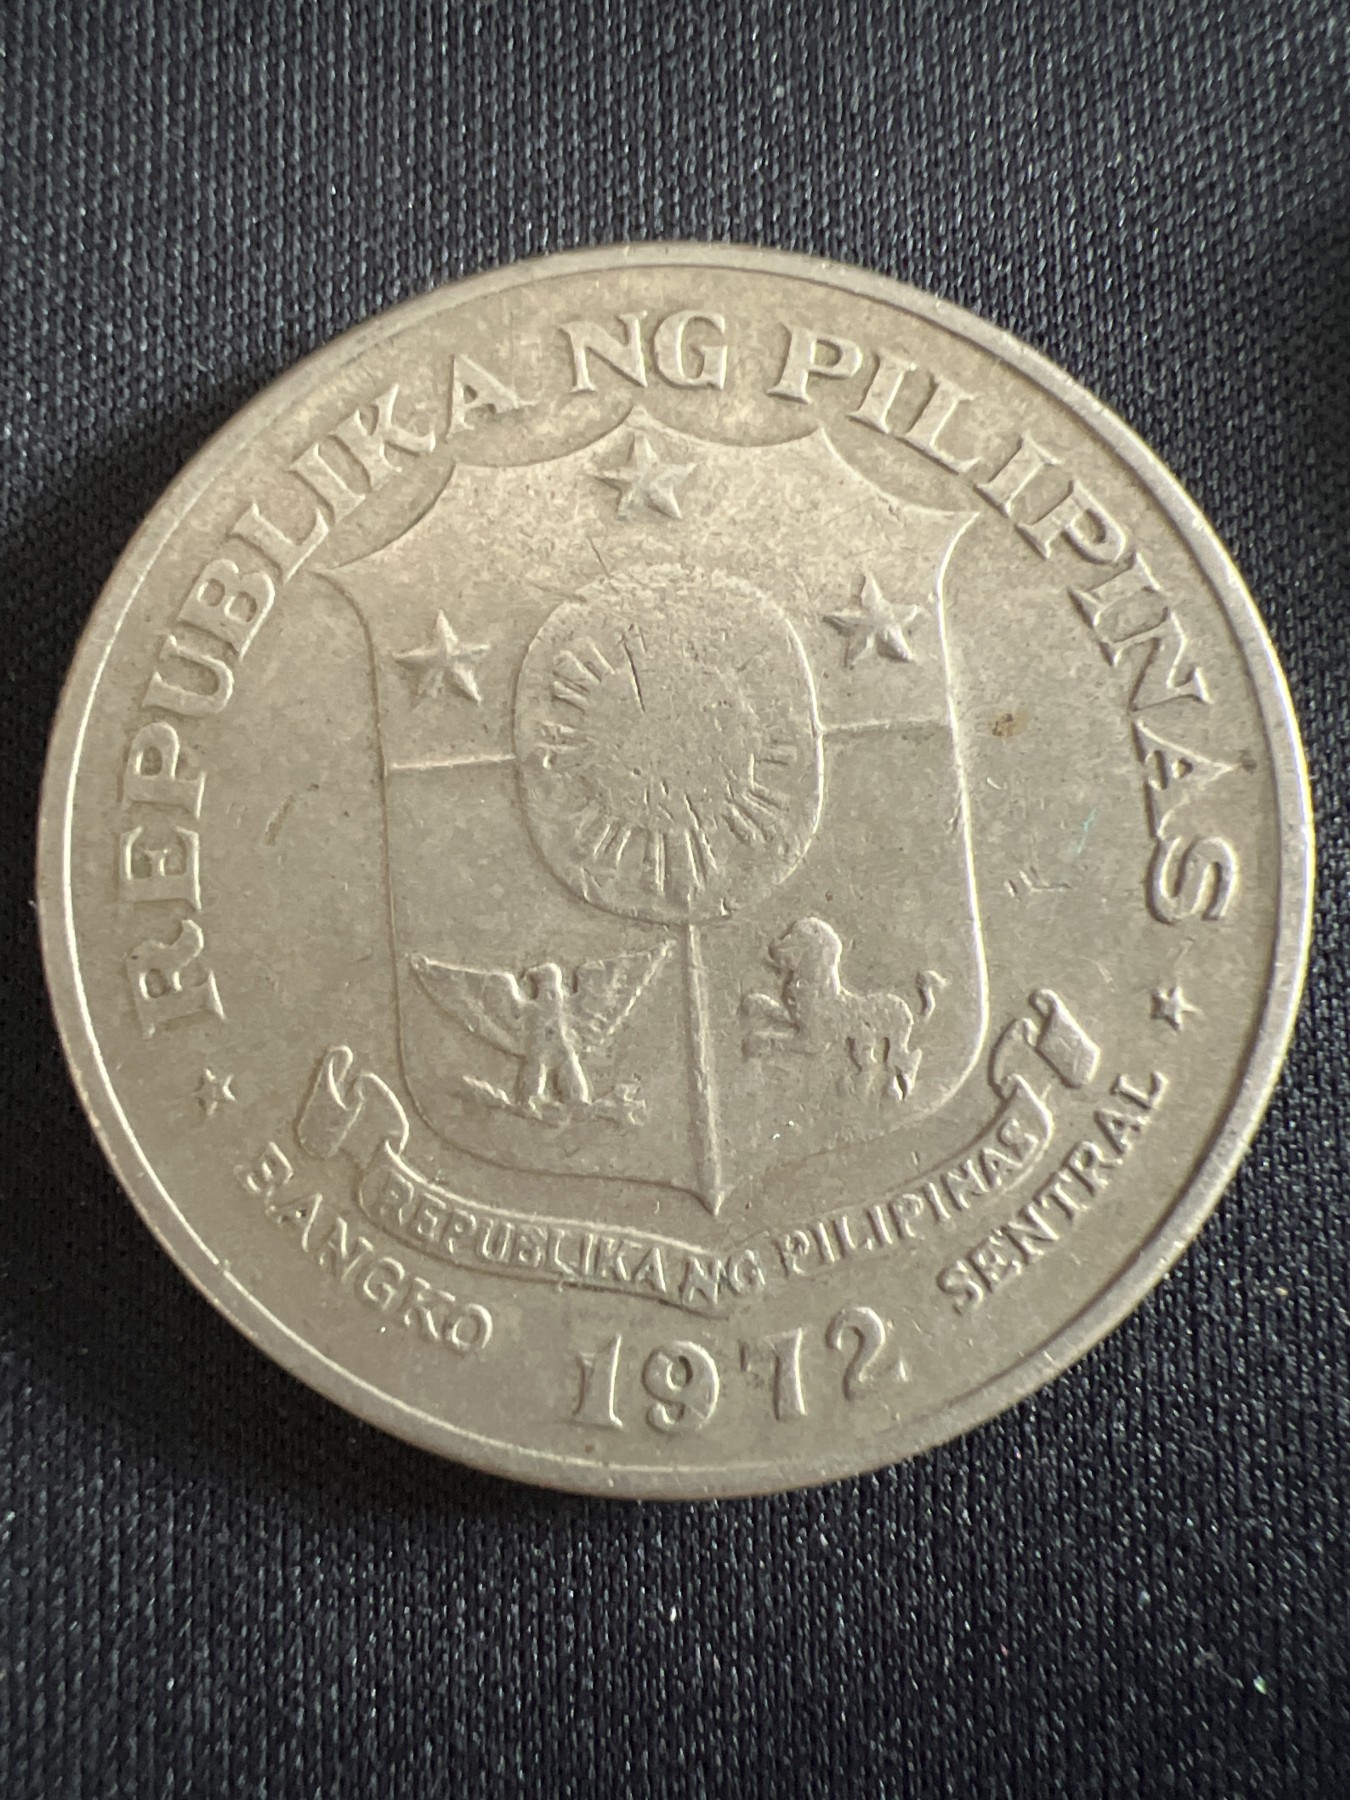 REPUBLIKA NG PILIPINAS
REPUBLIKA NG PILIPINAS
BANGKO SENTRAL
1972